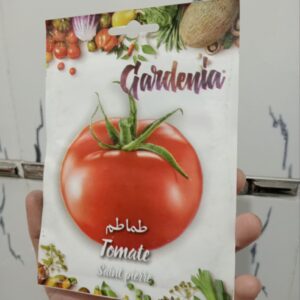 Gardenia
طماطم
Tomate
Saint pierre